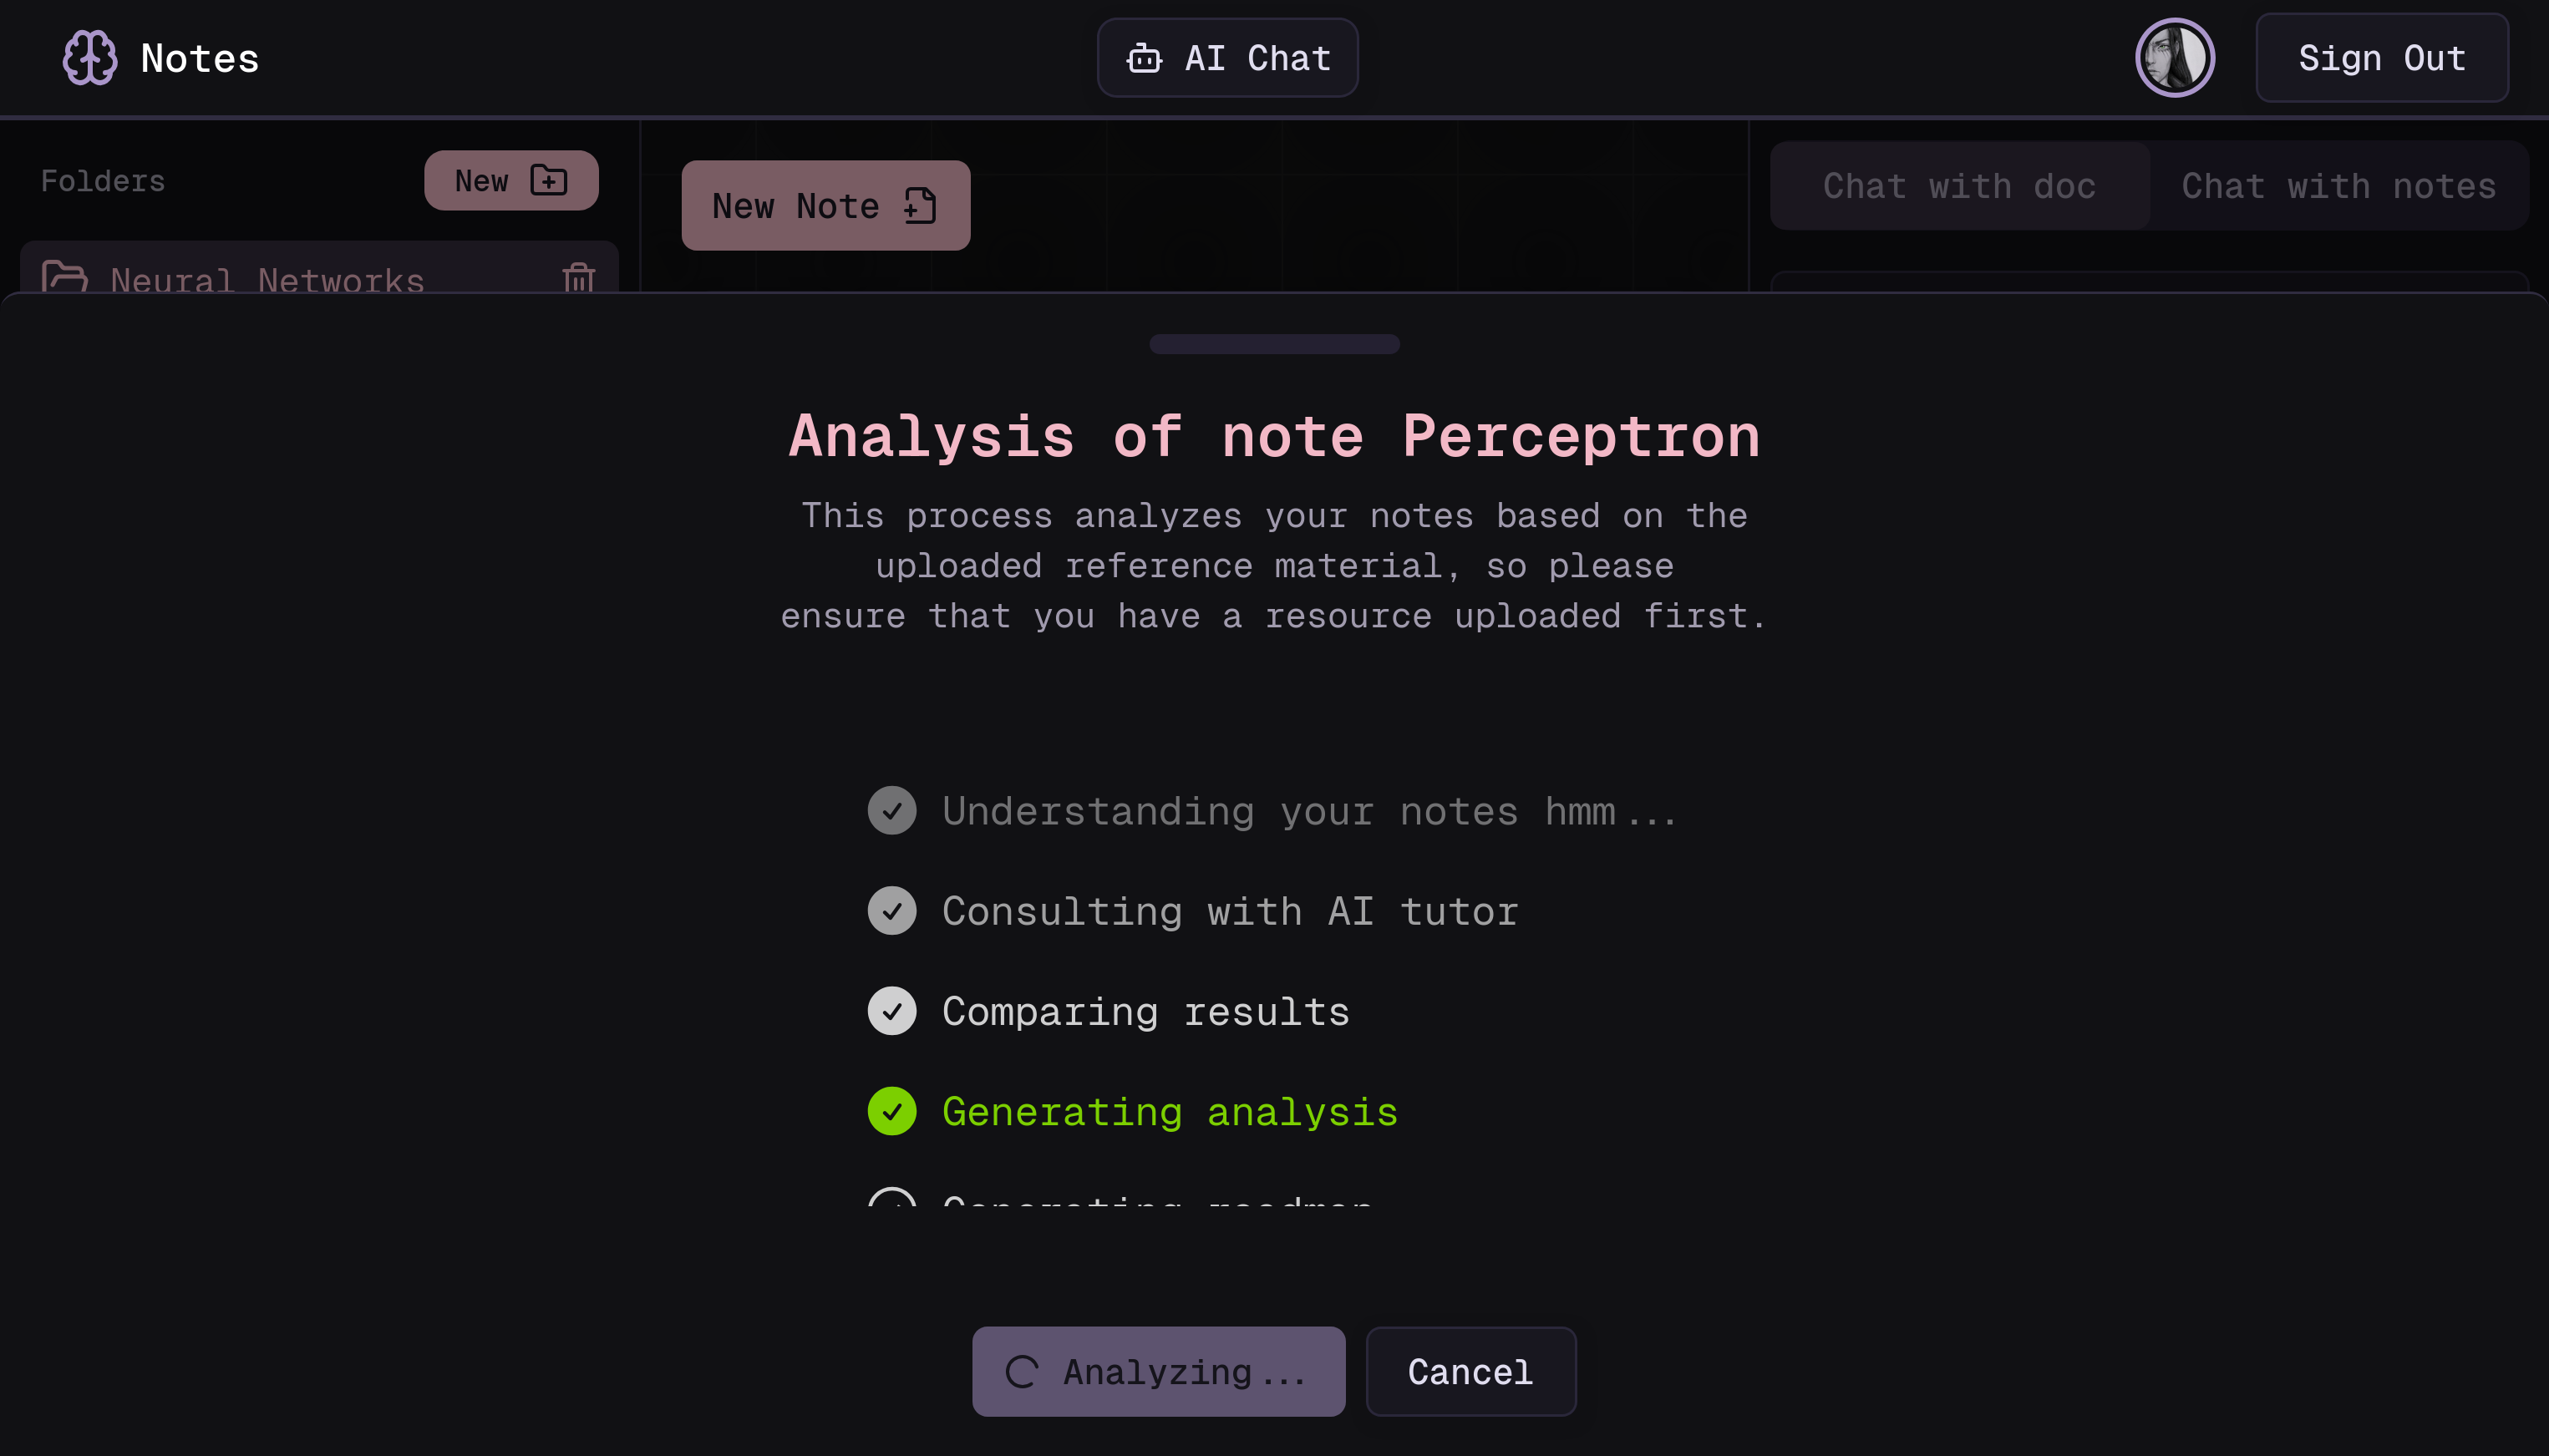 Notes
AI Chat
Sign Out
Folders
New
New Note
Chat with doc
Chat with notes
Neural Networks
Analysis of note Perceptron
This process analyzes your notes based on the
uploaded reference material, so please
ensure that you have a resource uploaded first.
Understanding your notes hmm...
Consulting with AI tutor
Comparing results
Generating analysis
Generating roadmap
Analyzing...
Cancel